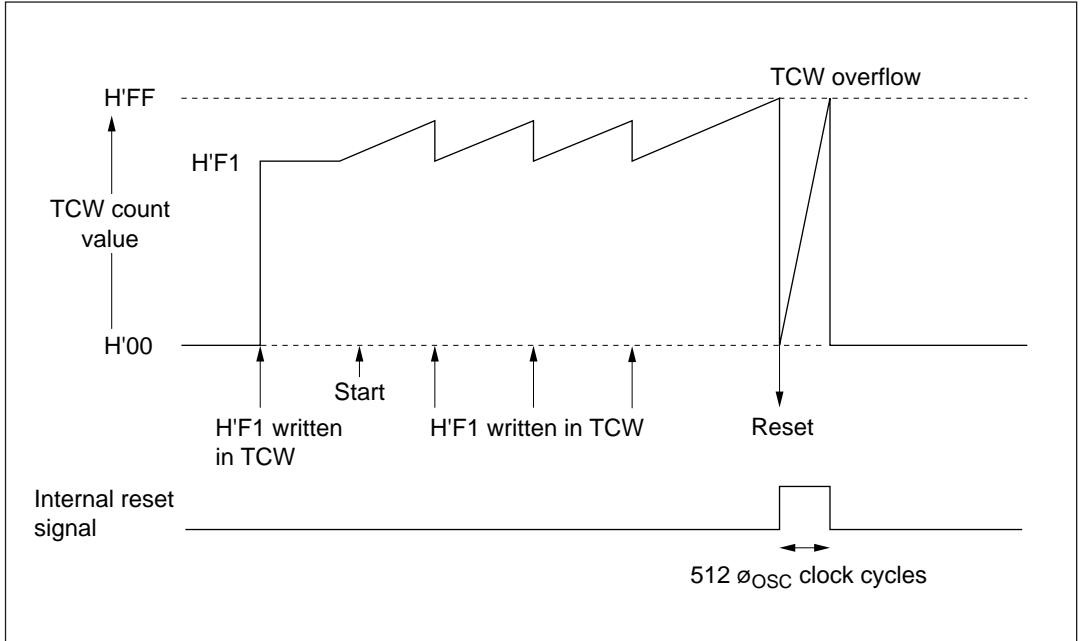 TCW overflow
H'FF
H'F1
TCW count
value
H'00
Start
H'F1 written
in TCW
H'F1 written in TCW
Reset
Internal reset
signal
512 øOSC clock cycles